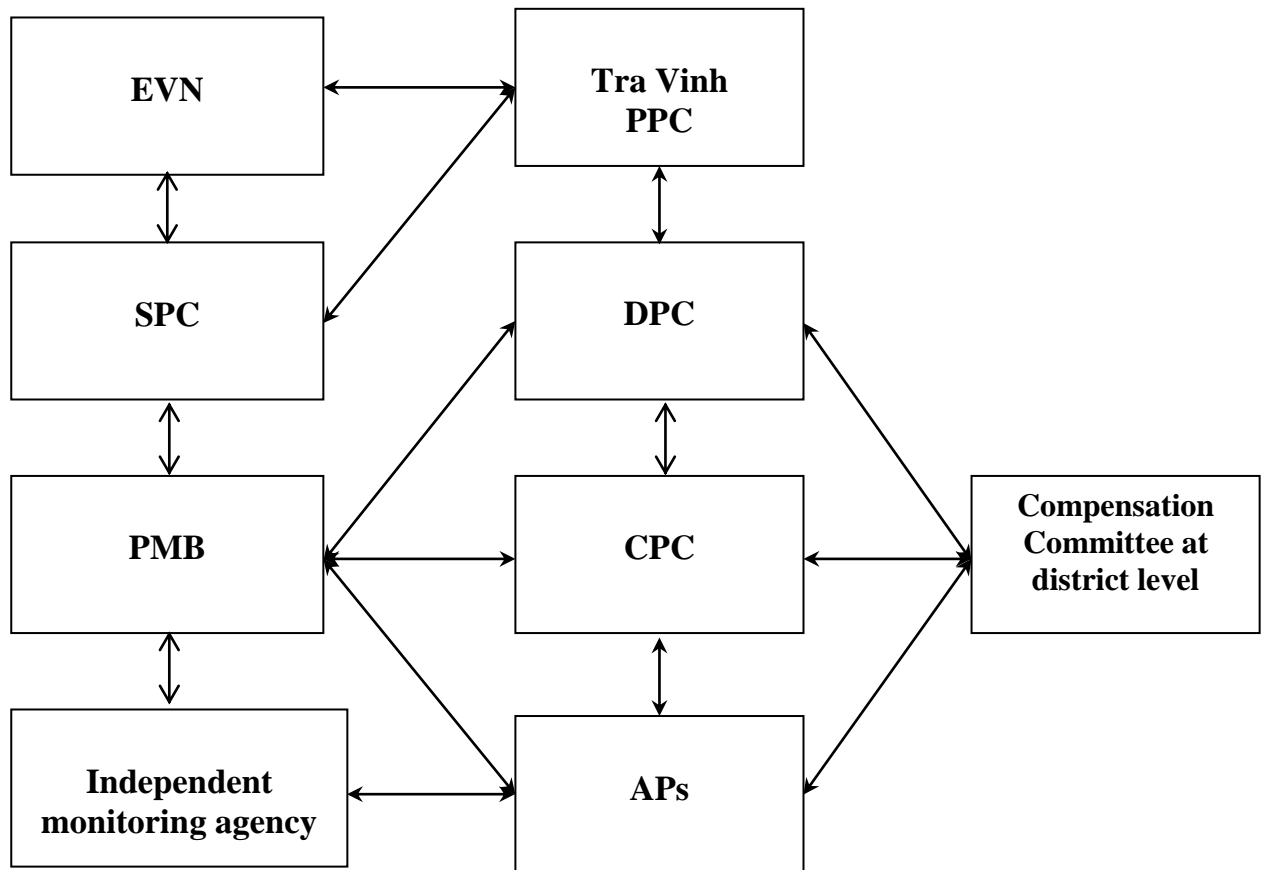 EVN
Tra Vinh
PPC
SPC
DPC
PMB
CPC
Compensation
Committee at
district level
Independent
monitoring agency
APs